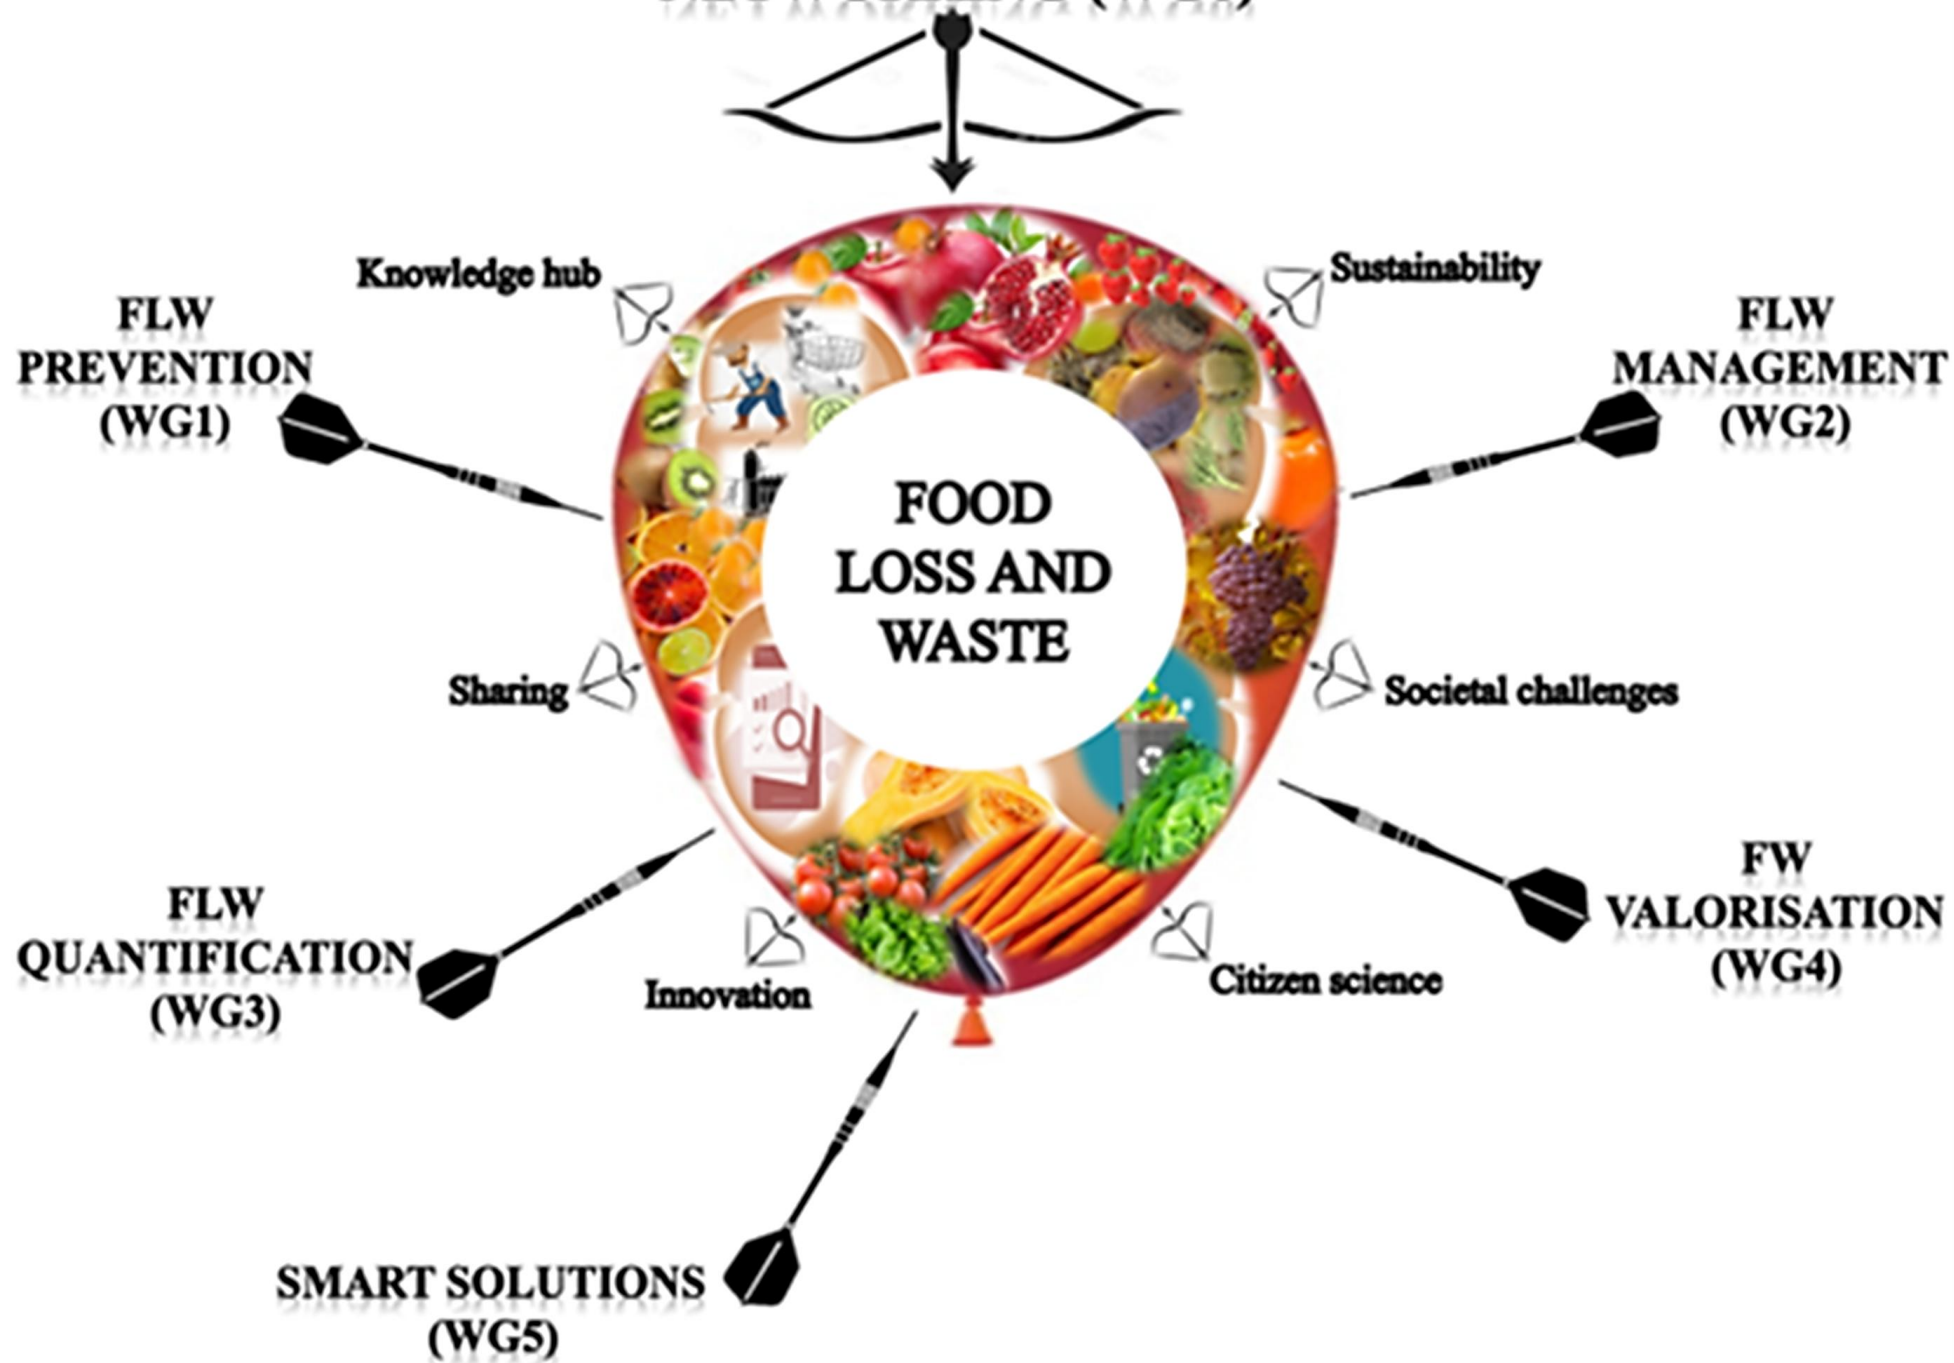 Knowledge hub
Sustainability
FLW
PREVENTION
(WG1)
FLW
MANAGEMENT
(WG2)
FOOD
LOSS AND
WASTE
Sharing
Societal challenges
FLW
QUANTIFICATION
(WG3)
FW
VALORISATION
(WG4)
Innovation
Citizen science
SMART SOLUTIONS
(WG5)